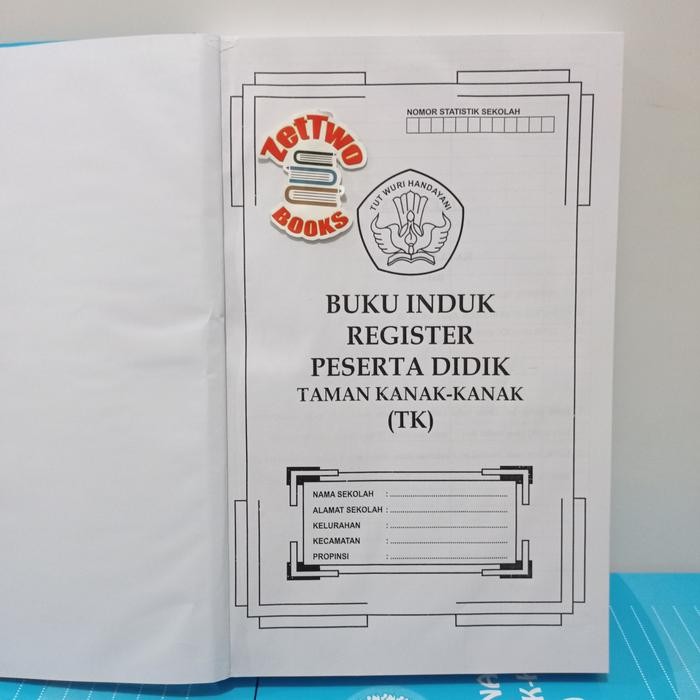 ZetTwo
BOOKS
NOMOR STATISTIK SEKOLAH
TUT WURI HANDAYANI
BUKU INDUK
REGISTER
PESERTA DIDIK
TAMAN KANAK-KANAK
(TK)
NAMA SEKOLAH : ........................................
ALAMAT SEKOLAH : ........................................
KELURAHAN : ........................................
KECAMATAN : ........................................
PROPINSI : ........................................